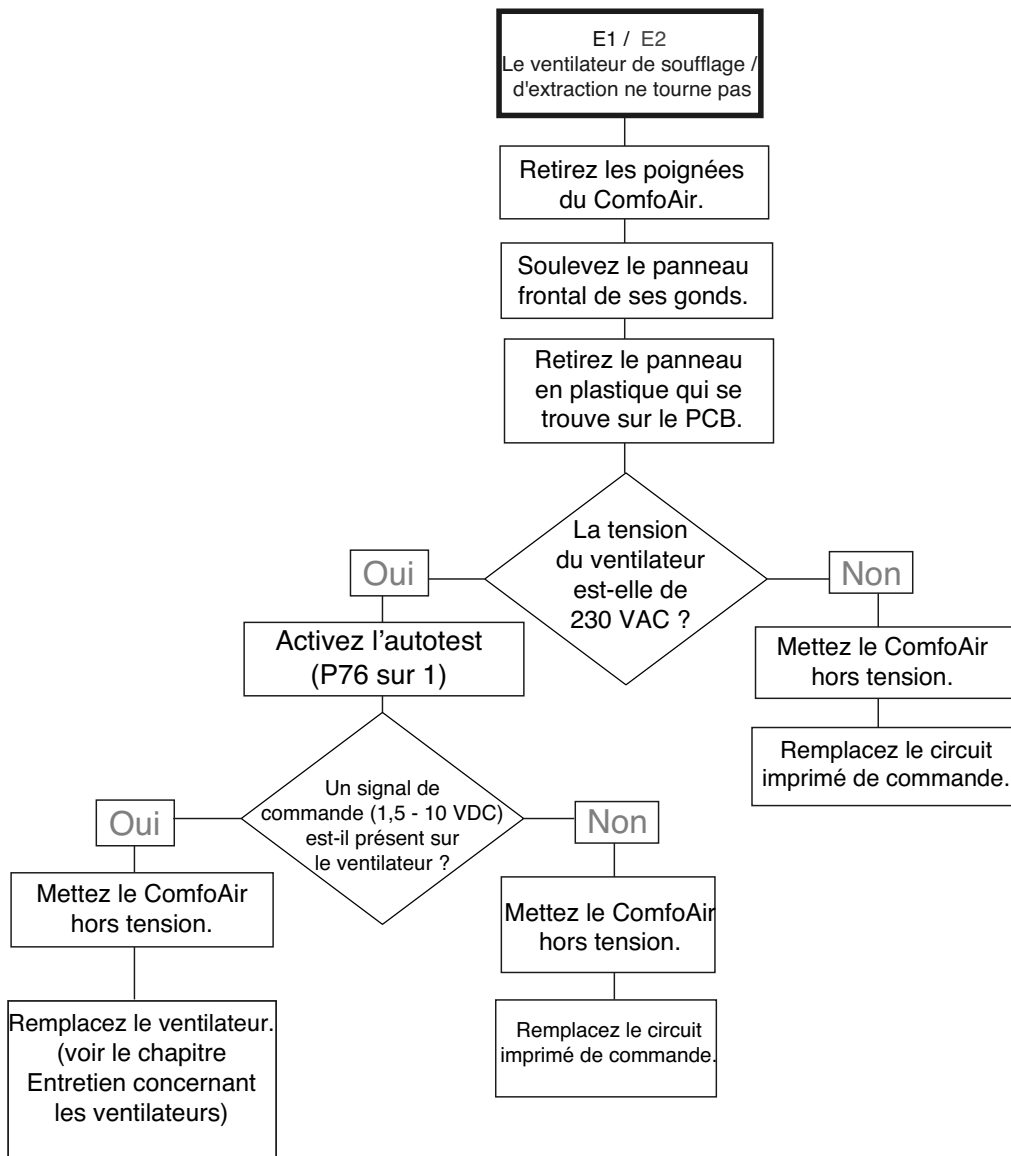 E1 / E2
Le ventilateur de soufflage /
d'extraction ne tourne pas
Retirez les poignées
du ComfoAir.
Soulevez le panneau
frontal de ses gonds.
Retirez le panneau
en plastique qui se
trouve sur le PCB.
La tension
du ventilateur
est-elle de
230 VAC ?
Oui
Non
Activez l'autotest
(P76 sur 1)
Mettez le ComfoAir
hors tension.
Remplacez le circuit
imprimé de commande.
Un signal de
commande (1,5 - 10 VDC)
est-il présent sur
le ventilateur ?
Oui
Non
Mettez le ComfoAir
hors tension.
Remplacez le ventilateur.
(voir le chapitre
Entretien concernant
les ventilateurs)
Mettez le ComfoAir
hors tension.
Remplacez le circuit
imprimé de commande.